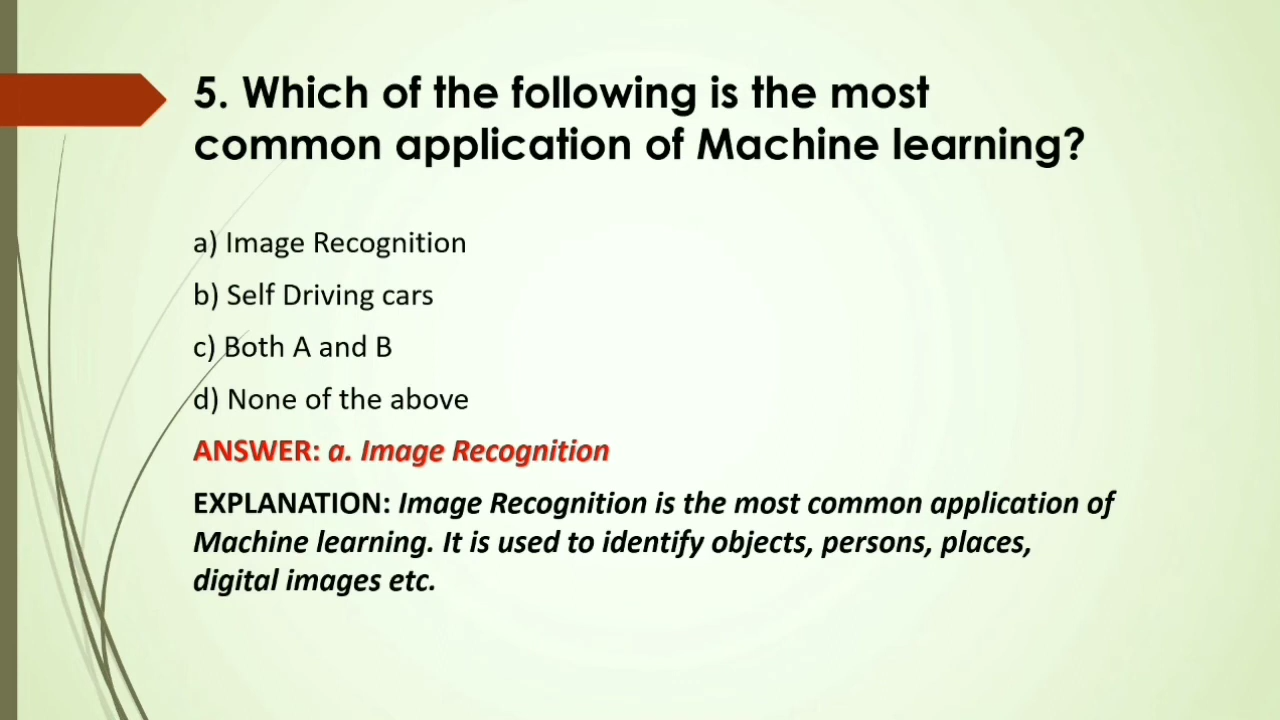 5. Which of the following is the most
common application of Machine learning?
a) Image Recognition
b) Self Driving cars
c) Both A and B
d) None of the above
ANSWER: a. Image Recognition
EXPLANATION: Image Recognition is the most common application of
Machine learning. It is used to identify objects, persons, places,
digital images etc.